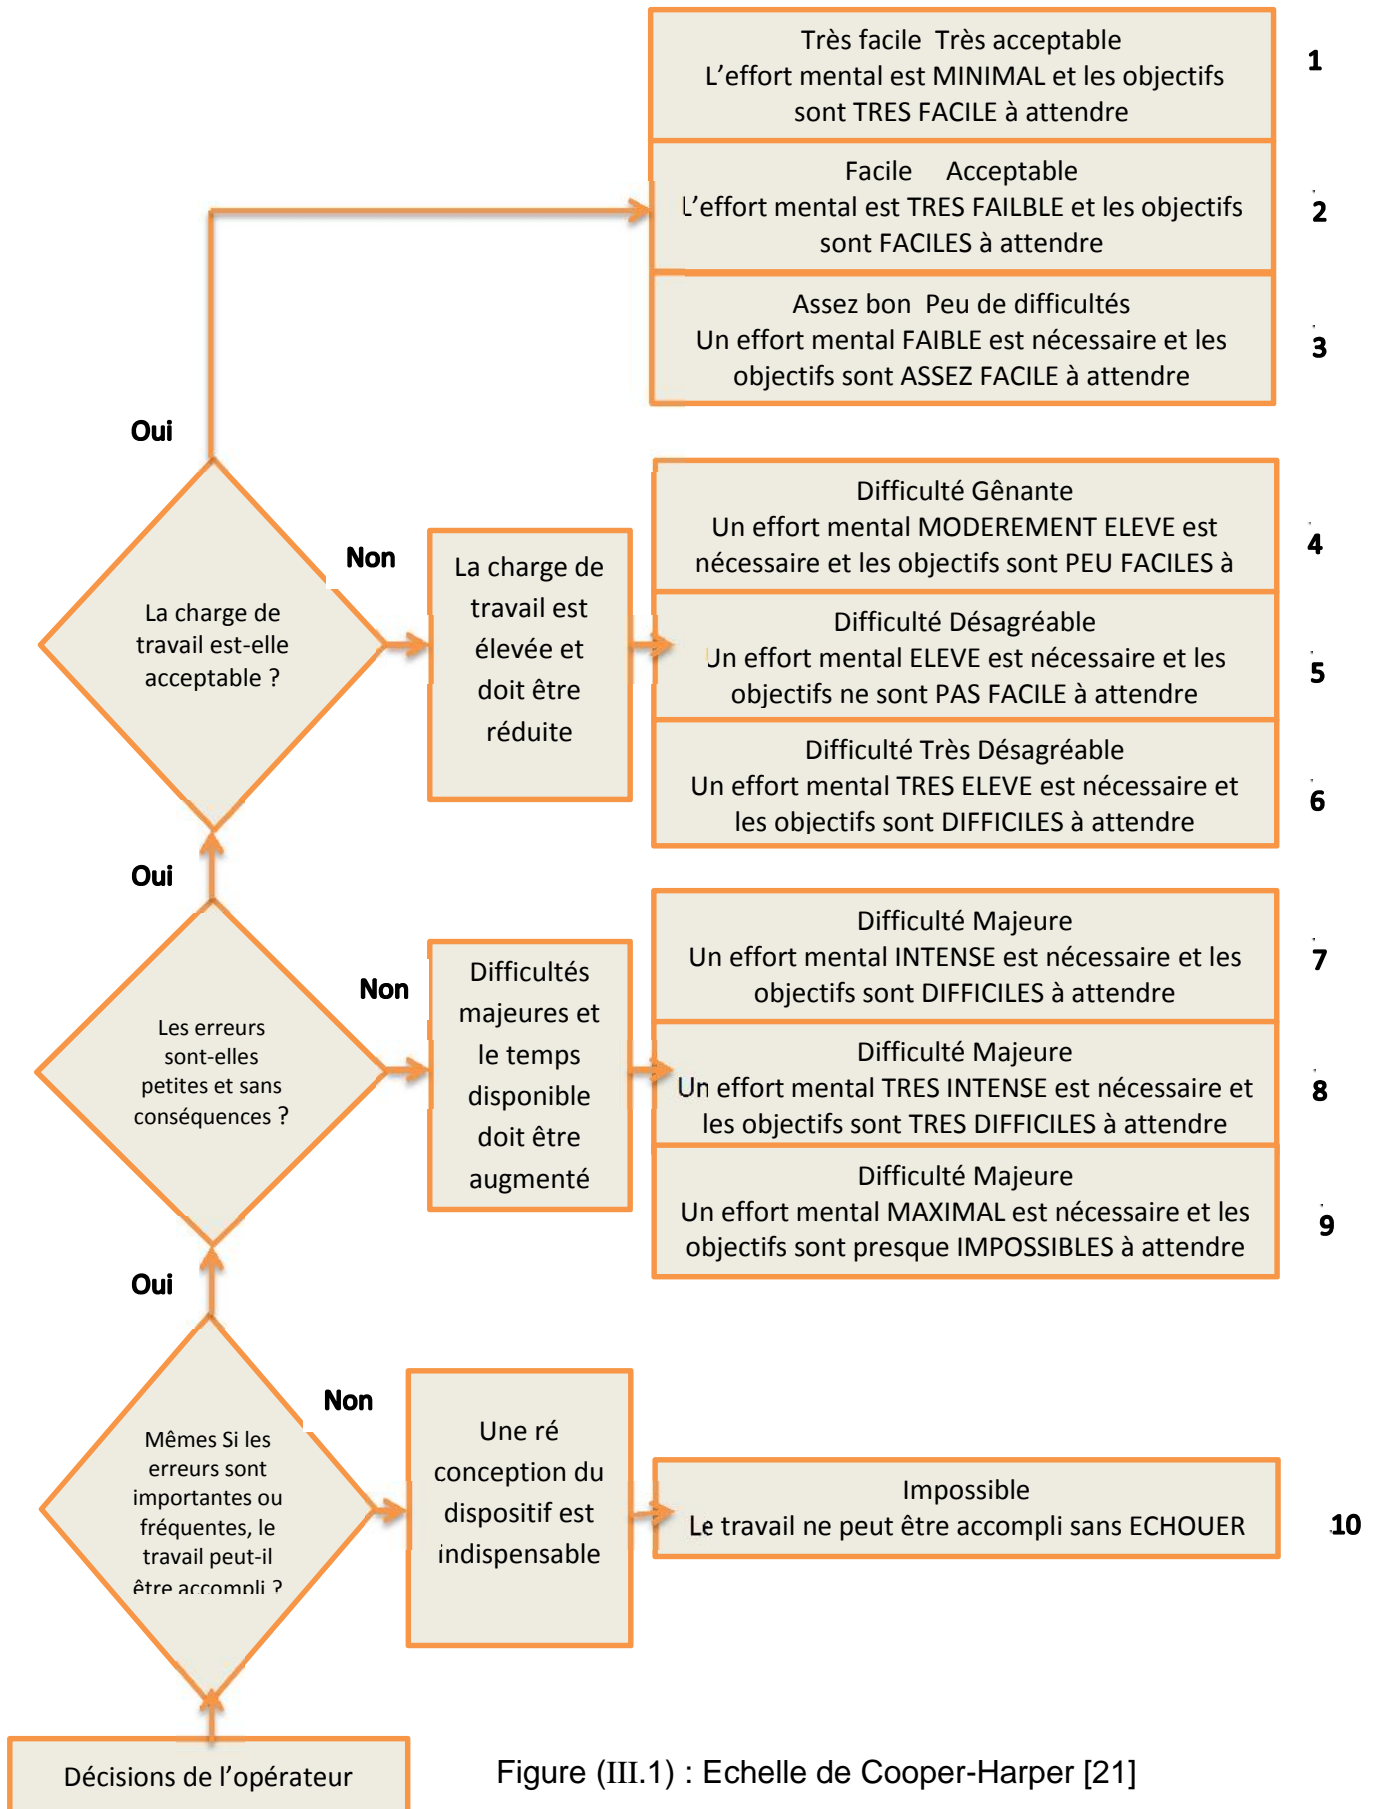 Très facile Très acceptable
L’effort mental est MINIMAL et les objectifs
sont TRES FACILE à attendre
1
Facile Acceptable
L’effort mental est TRES FAILBLE et les objectifs
sont FACILES à attendre
2
Assez bon Peu de difficultés
Un effort mental FAIBLE est nécessaire et les
objectifs sont ASSEZ FACILE à attendre
3
Oui
La charge de
travail est-elle
acceptable ?
Non
La charge de
travail est
élevée et
doit être
réduite
Difficulté Gênante
Un effort mental MODEREMENT ELEVE est
nécessaire et les objectifs sont PEU FACILES à
4
Difficulté Désagréable
Un effort mental ELEVE est nécessaire et les
objectifs ne sont PAS FACILE à attendre
5
Difficulté Très Désagréable
Un effort mental TRES ELEVE est nécessaire et
les objectifs sont DIFFICILES à attendre
6
Oui
Les erreurs
sont-elles
petites et sans
conséquences ?
Non
Difficultés
majeures et
le temps
disponible
doit être
augmenté
Difficulté Majeure
Un effort mental INTENSE est nécessaire et les
objectifs sont DIFFICILES à attendre
7
Difficulté Majeure
Un effort mental TRES INTENSE est nécessaire et
les objectifs sont TRES DIFFICILES à attendre
8
Difficulté Majeure
Un effort mental MAXIMAL est nécessaire et les
objectifs sont presque IMPOSSIBLES à attendre
9
Oui
Mêmes Si les
erreurs sont
importantes ou
fréquentes, le
travail peut-il
être accompli ?
Non
Une ré
conception du
dispositif est
indispensable
Impossible
Le travail ne peut être accompli sans ECHOUER
10
Décisions de l’opérateur
Figure (III.1) : Echelle de Cooper-Harper [21]